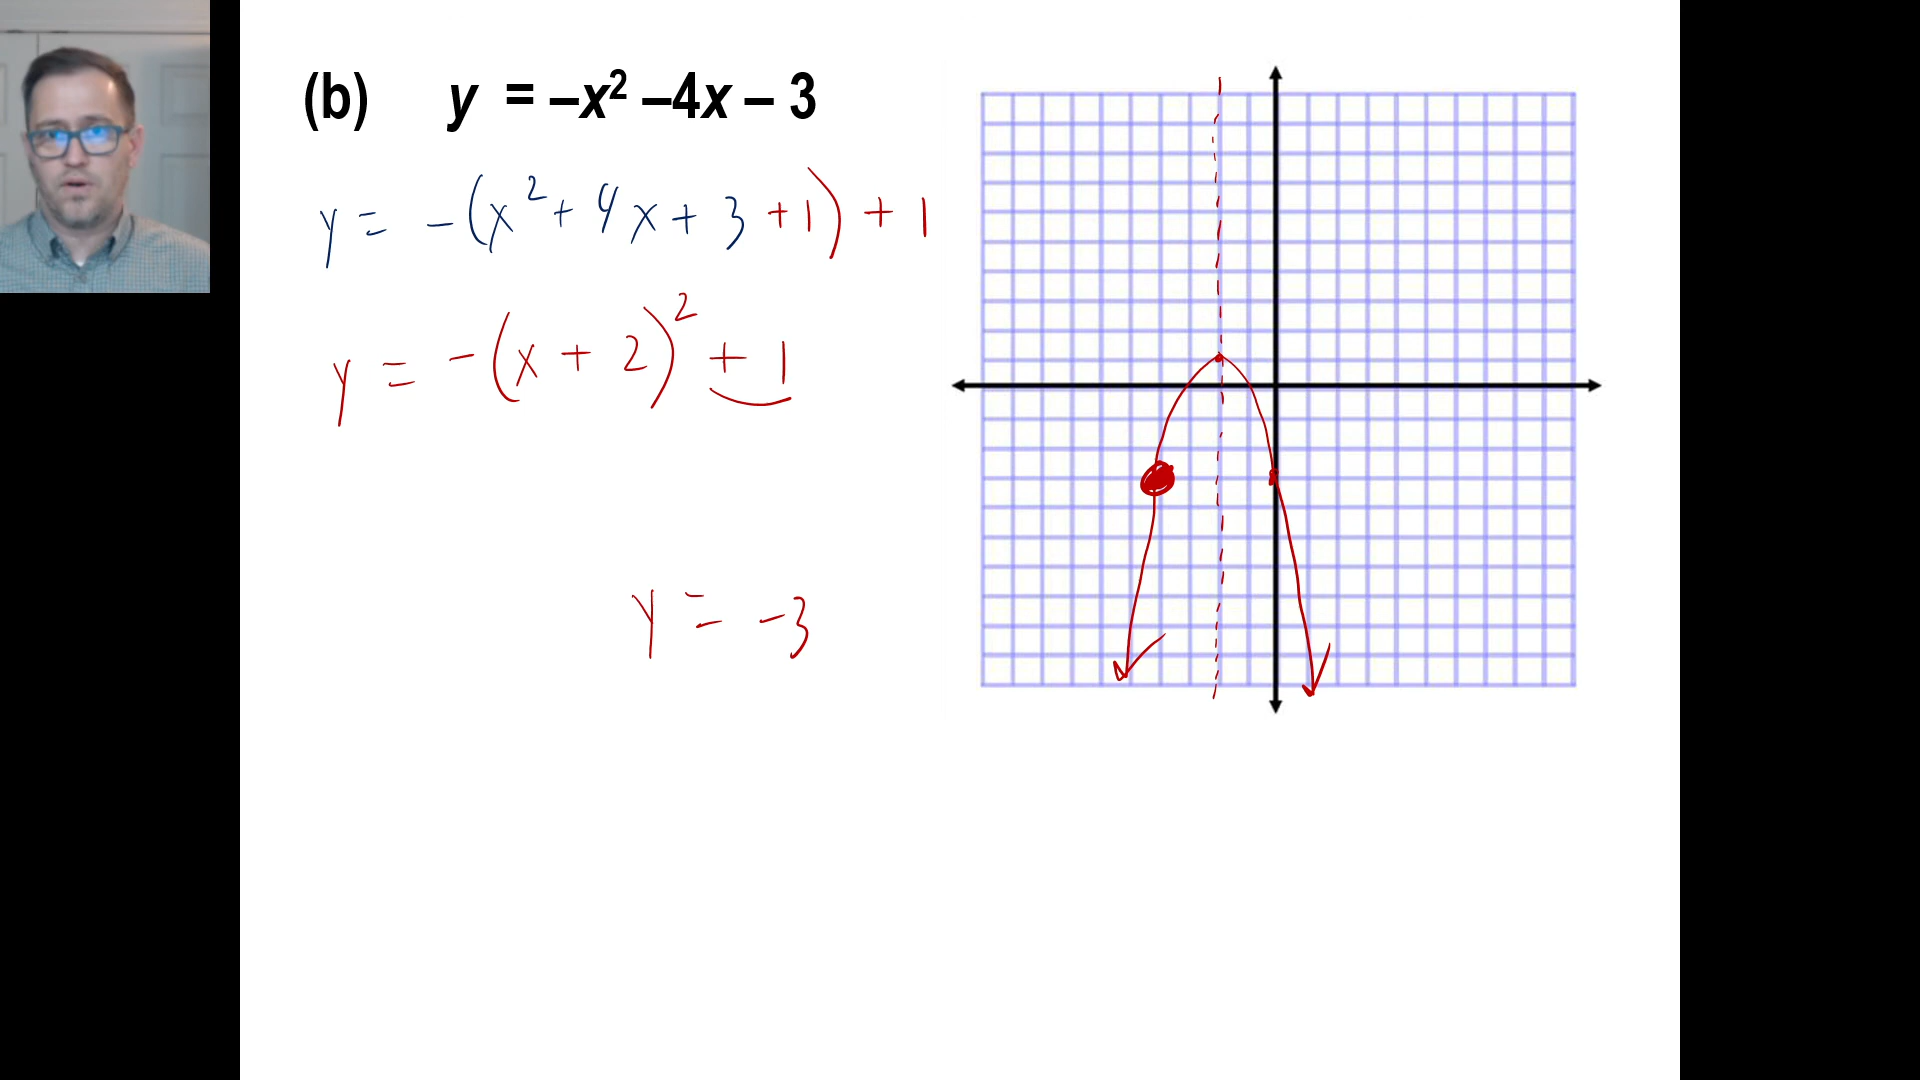 (b) y = –x² –4x – 3
y = -(x² + 4x + 3 + 1) + 1
y = -(x + 2)² + 1
y = -3